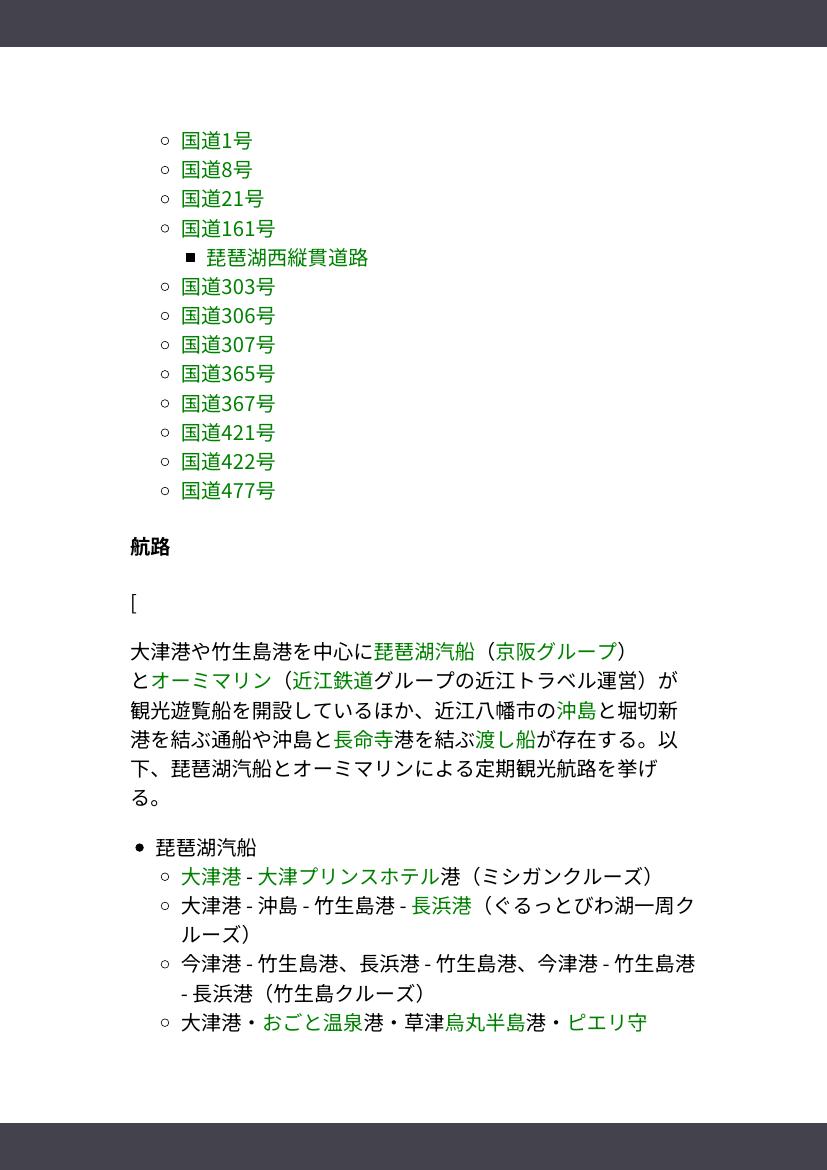 国道1号
国道8号
国道21号
国道161号
琵琶湖西縦貫道路
国道303号
国道306号
国道307号
国道365号
国道367号
国道421号
国道422号
国道477号
航路
[
大津港や竹生島港を中心に琵琶湖汽船（京阪グループ）
とオーミマリン（近江鉄道グループの近江トラベル運営）が
観光遊覧船を開設しているほか、近江八幡市の沖島と堀切新
港を結ぶ通船や沖島と長命寺港を結ぶ渡し船が存在する。以
下、琵琶湖汽船とオーミマリンによる定期観光航路を挙げ
る。
琵琶湖汽船
大津港 - 大津プリンスホテル港（ミシガンクルーズ）
大津港 - 沖島 - 竹生島港 - 長浜港（ぐるっとびわ湖一周ク
ルーズ）
今津港 - 竹生島港、長浜港 - 竹生島港、今津港 - 竹生島港
- 長浜港（竹生島クルーズ）
大津港・おごと温泉港・草津烏丸半島港・ピエリ守